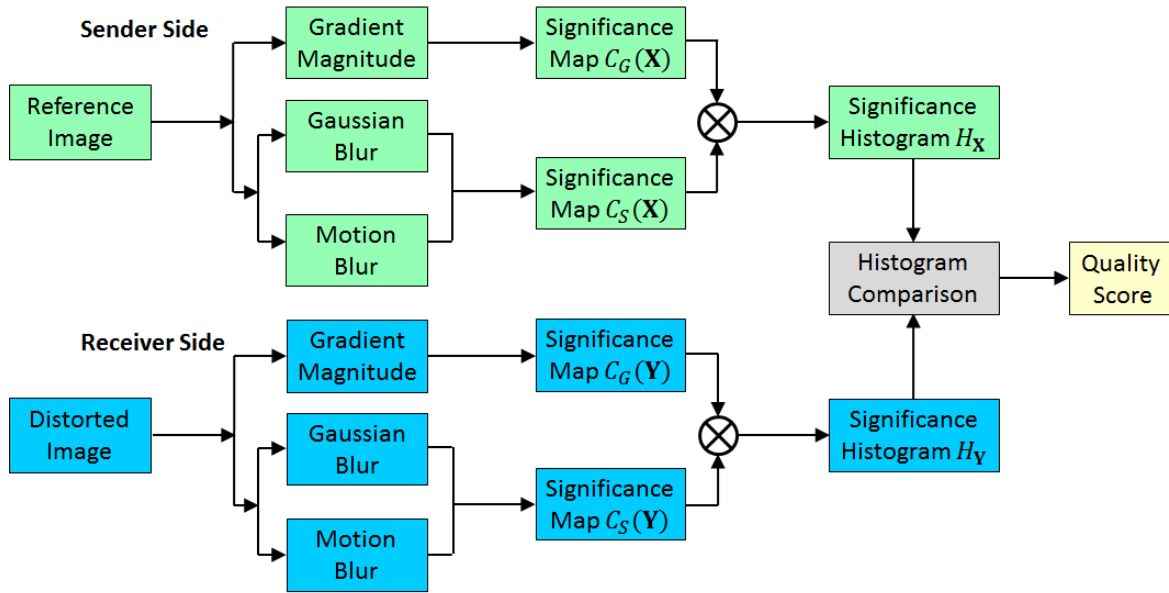 Sender Side
Gradient
Magnitude
Significance
Map C_G(X)
Reference
Image
Gaussian
Blur
Significance
Histogram H_X
Significance
Map C_S(X)
Motion
Blur
Histogram
Comparison
Quality
Score
Receiver Side
Gradient
Magnitude
Significance
Map C_G(Y)
Distorted
Image
Gaussian
Blur
Significance
Histogram H_Y
Significance
Map C_S(Y)
Motion
Blur